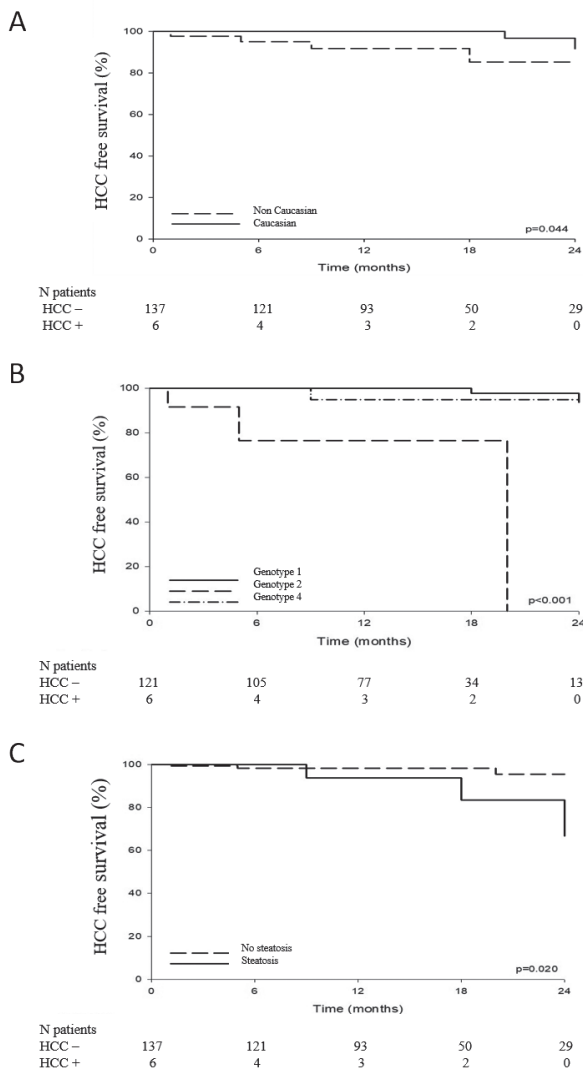 A
HCC free survival (%)
100
80
60
40
20
0
Non Caucasian
Caucasian
p=0.044
0 6 12 18 24
Time (months)
N patients
HCC – 137 121 93 50 29
HCC + 6 4 3 2 0
B
HCC free survival (%)
100
80
60
40
20
0
Genotype 1
Genotype 2
Genotype 4
p<0.001
0 6 12 18 24
Time (months)
N patients
HCC – 121 105 77 34 13
HCC + 6 4 3 2 0
C
HCC free survival (%)
100
80
60
40
20
0
No steatosis
Steatosis
p=0.020
0 6 12 18 24
Time (months)
N patients
HCC – 137 121 93 50 29
HCC + 6 4 3 2 0